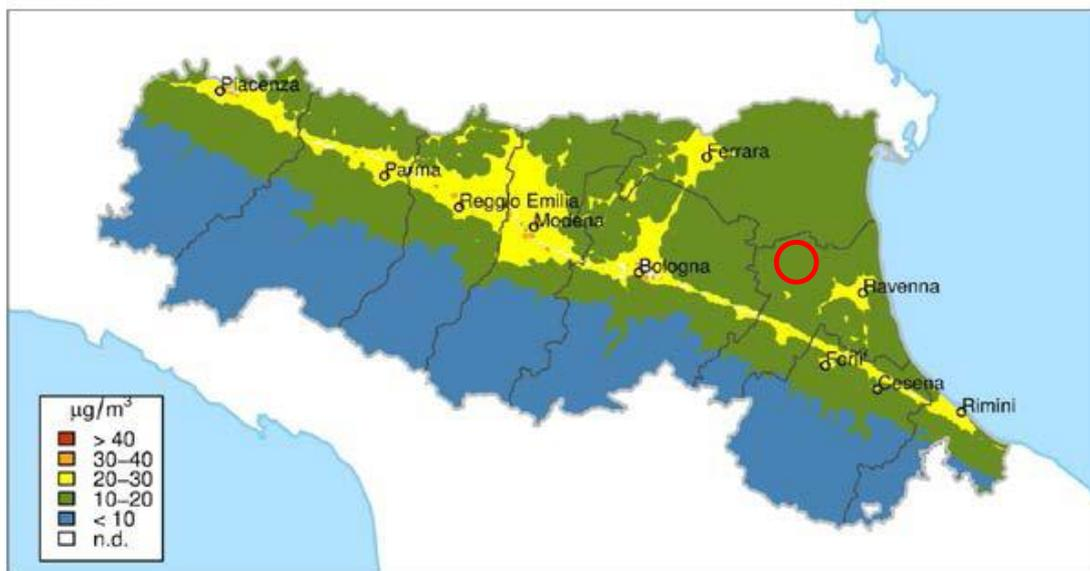 Piacenza
Ferrara
Parma
Reggio Emilia
Modena
Bologna
Ravenna
Forlì
Cesena
Rimini
µg/m³
> 40
30–40
20–30
10–20
< 10
n.d.